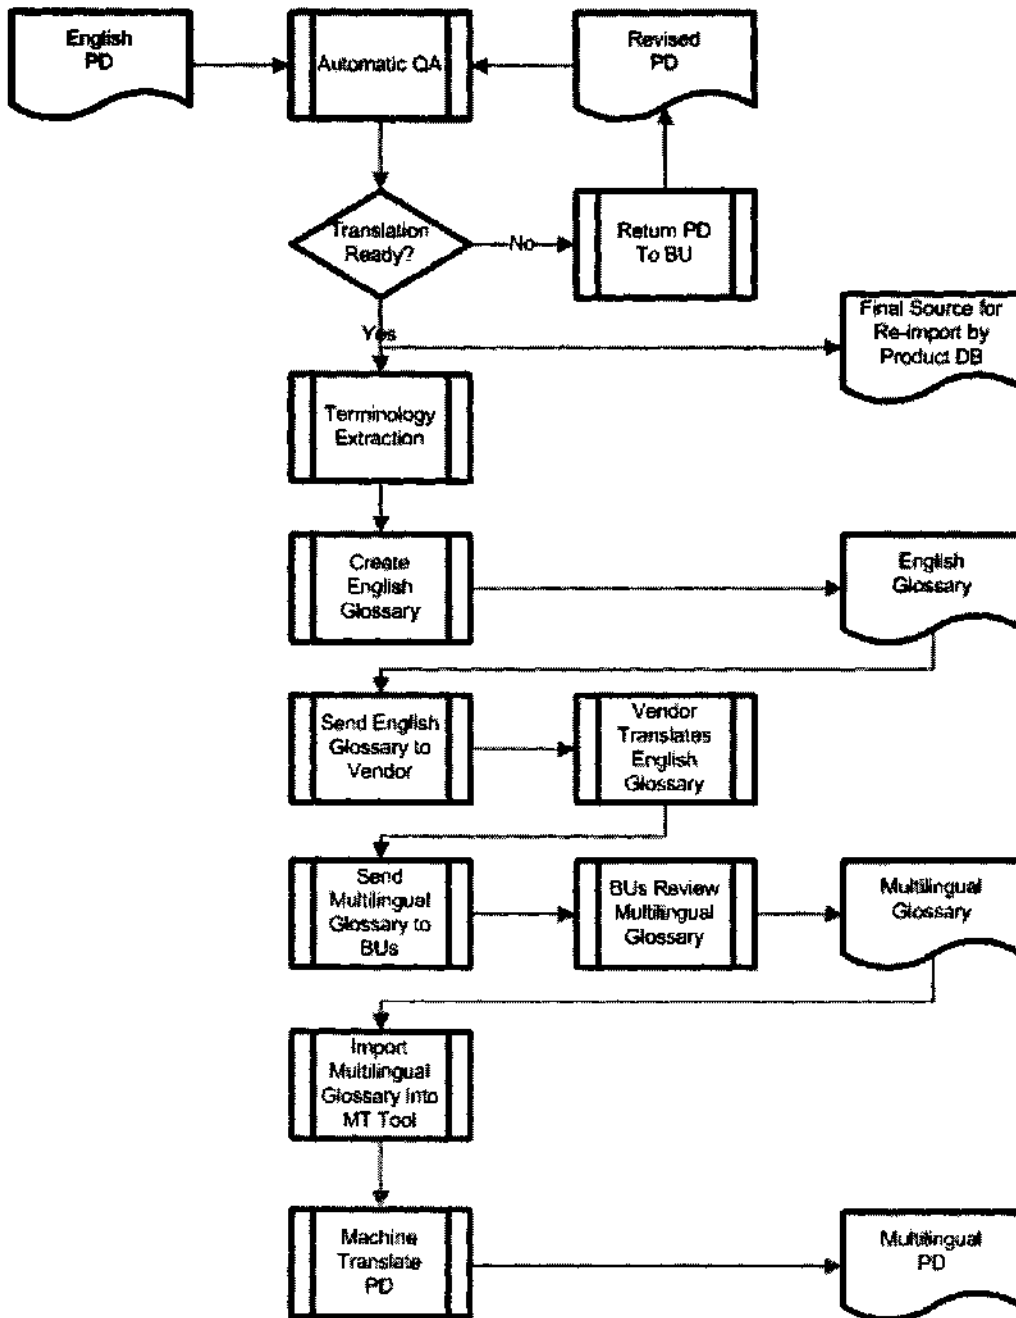 English
PD
Automatic QA
Revised
PD
Translation
Ready?
No
Return PD
To BU
Yes
Final Source for
Re-import by
Product DB
Terminology
Extraction
Create
English
Glossary
English
Glossary
Send English
Glossary to
Vendor
Vendor
Translates
English
Glossary
Send
Multilingual
Glossary to
BUs
BUs Review
Multilingual
Glossary
Multilingual
Glossary
Import
Multilingual
Glossary Into
MT Tool
Machine
Translate
PD
Multilingual
PD